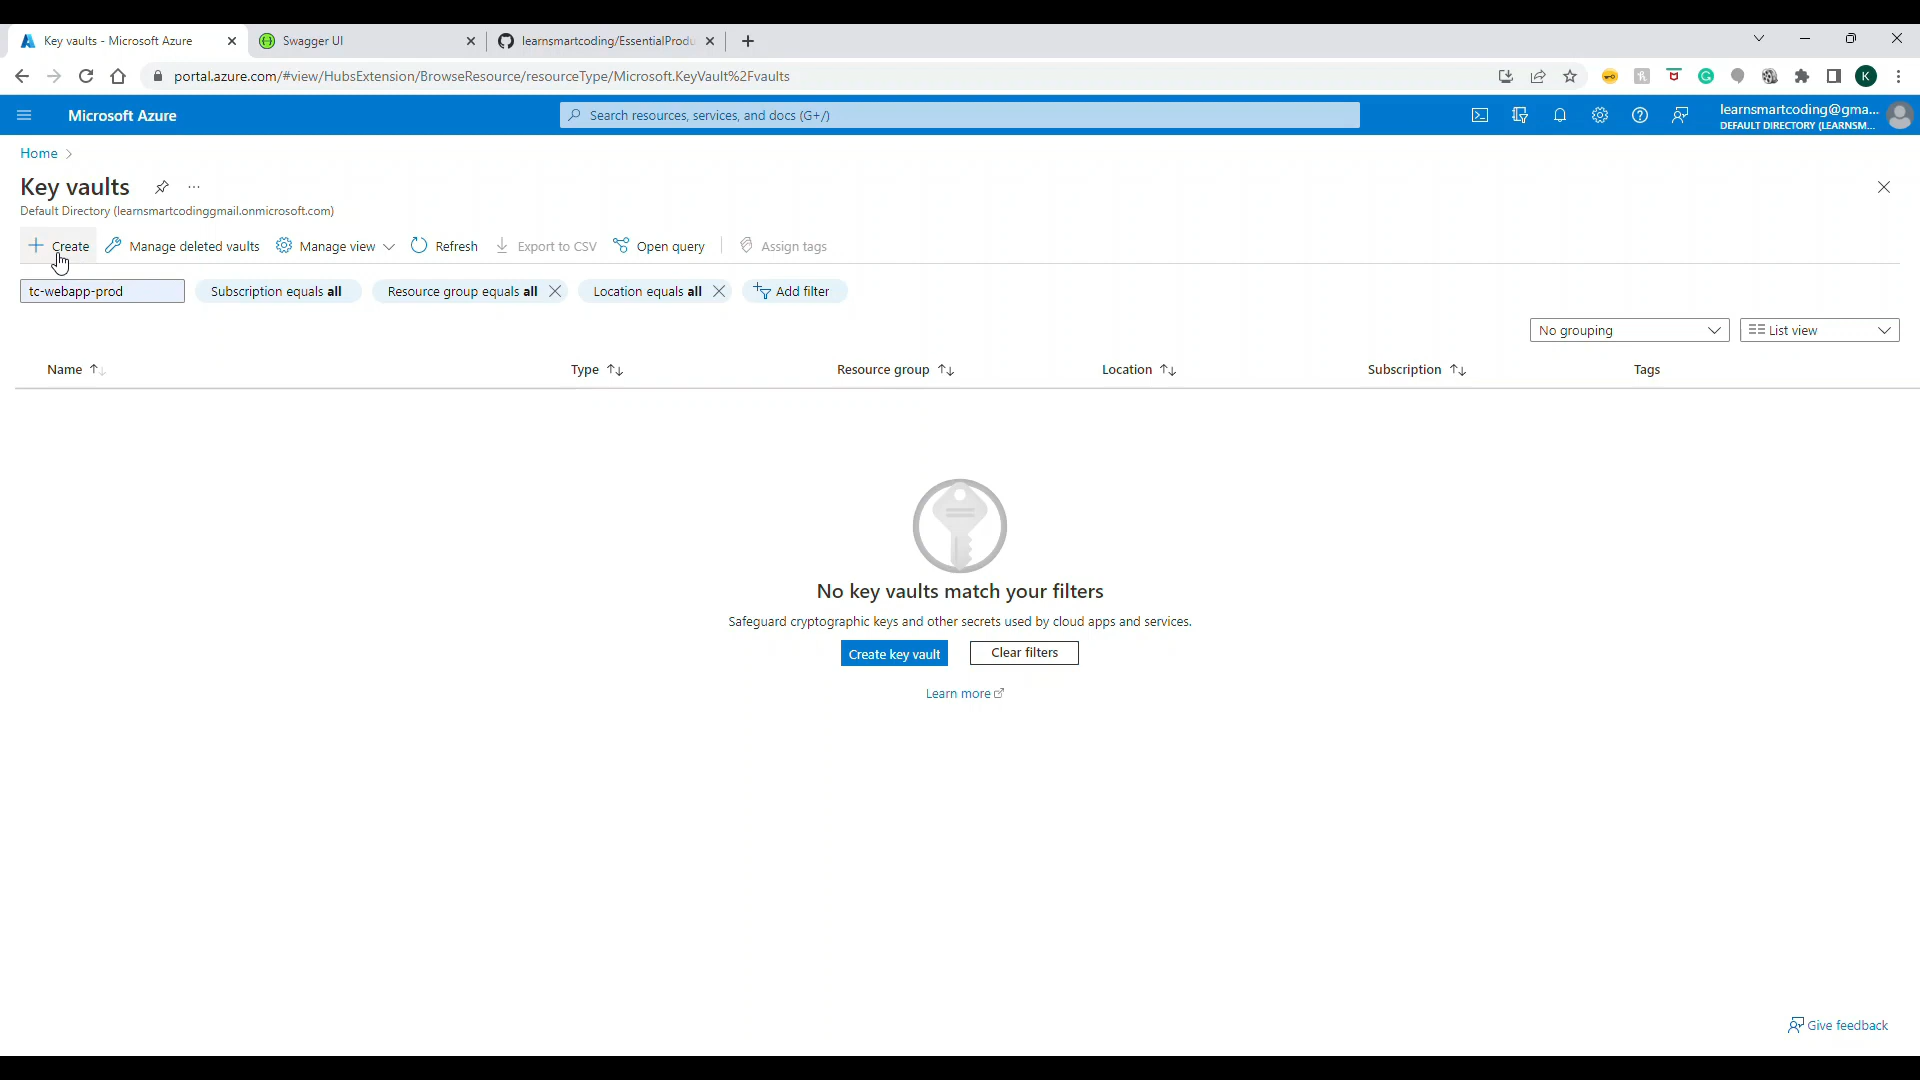 Key vaults - Microsoft Azure
Swagger UI
learnsmartcoding/EssentialProdu
portal.azure.com/#view/HubsExtension/BrowseResource/resourceType/Microsoft.KeyVault%2Fvaults
K
Microsoft Azure
Search resources, services, and docs (G+/)
learnsmartcoding@gma...
DEFAULT DIRECTORY (LEARNSM...
Home
Key vaults
...
Default Directory (learnsmartcodinggmail.onmicrosoft.com)
Create
Manage deleted vaults
Manage view
Refresh
Export to CSV
Open query
Assign tags
tc-webapp-prod
Subscription equals all
Resource group equals all
Location equals all
Add filter
No grouping
List view
Name
Type
Resource group
Location
Subscription
Tags
No key vaults match your filters
Safeguard cryptographic keys and other secrets used by cloud apps and services.
Create key vault
Clear filters
Learn more
Give feedback